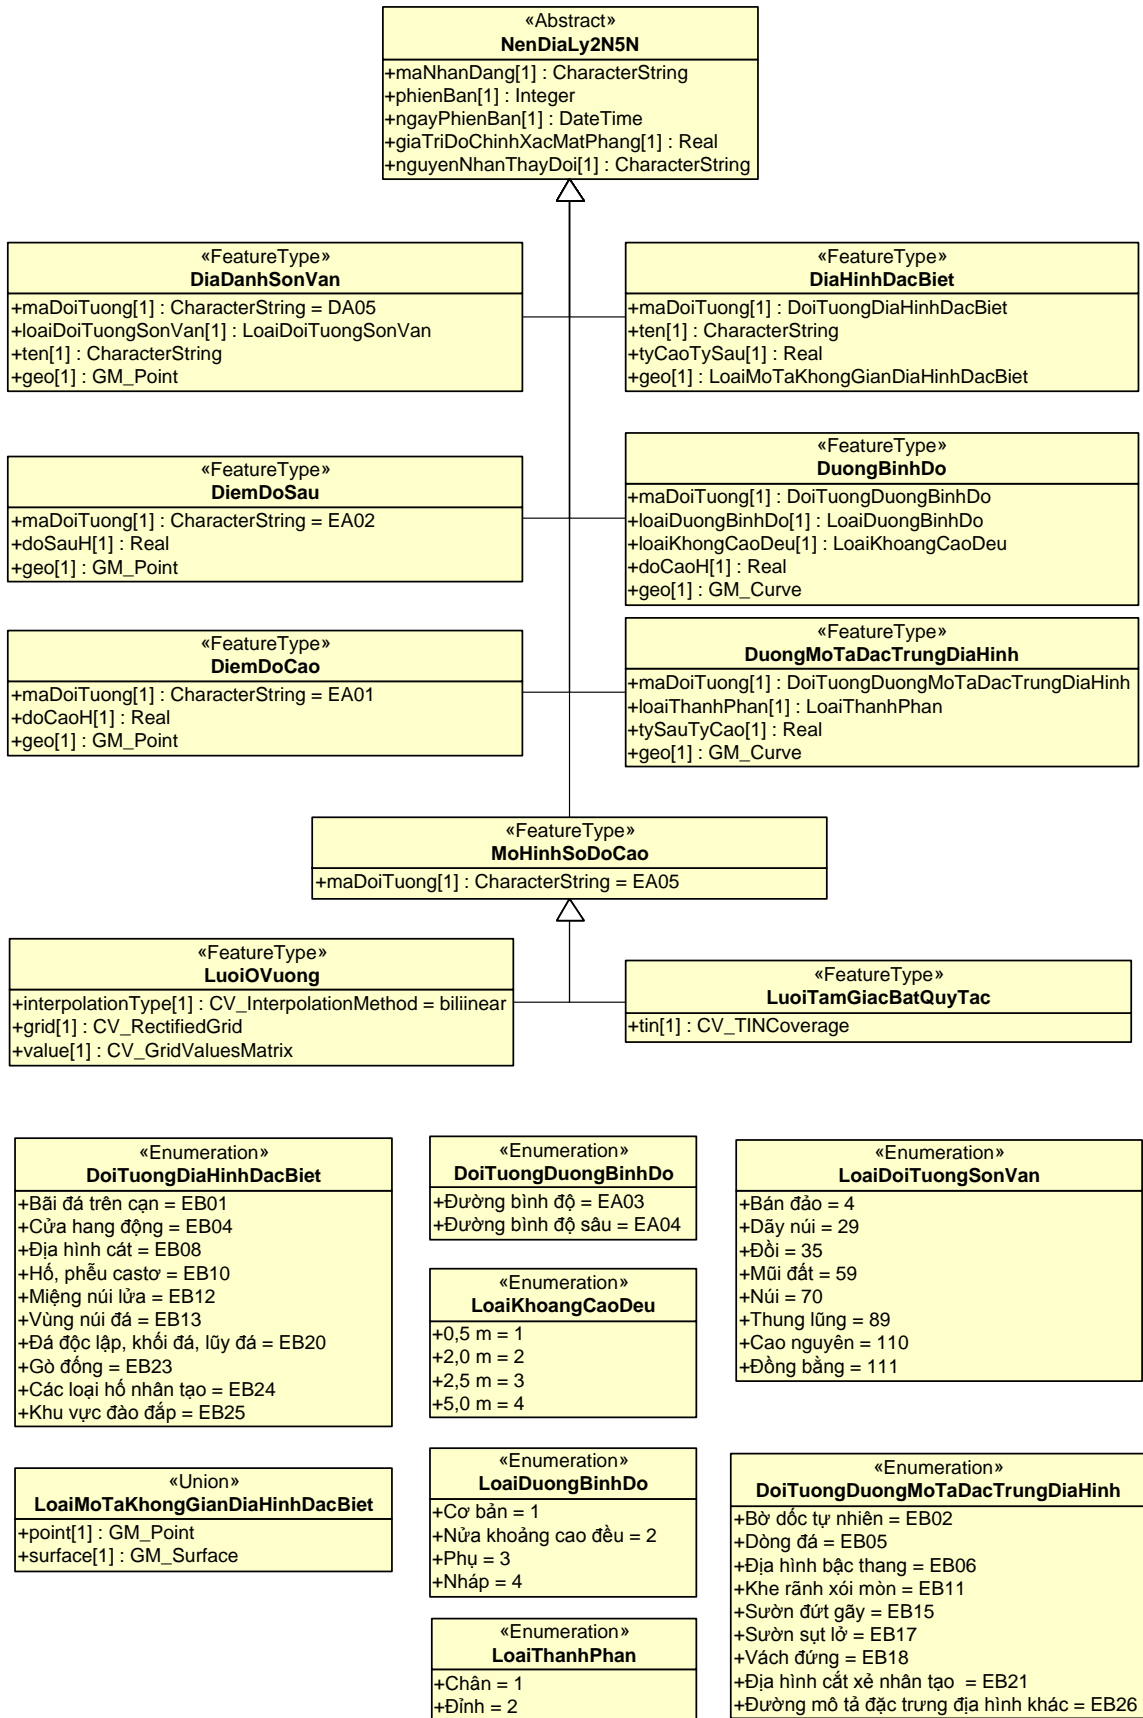 «Abstract»
NenDiaLy2N5N
+maNhanDang[1] : CharacterString
+phienBan[1] : Integer
+ngayPhienBan[1] : DateTime
+giaTriDoChinhXacMatPhang[1] : Real
+nguyenNhanThayDoi[1] : CharacterString
«FeatureType»
DiaDanhSonVan
+maDoiTuong[1] : CharacterString = DA05
+loaiDoiTuongSonVan[1] : LoaiDoiTuongSonVan
+ten[1] : CharacterString
+geo[1] : GM_Point
«FeatureType»
DiaHinhDacBiet
+maDoiTuong[1] : DoiTuongDiaHinhDacBiet
+ten[1] : CharacterString
+tyCaoTySau[1] : Real
+geo[1] : LoaiMoTaKhongGianDiaHinhDacBiet
«FeatureType»
DiemDoSau
+maDoiTuong[1] : CharacterString = EA02
+doSauH[1] : Real
+geo[1] : GM_Point
«FeatureType»
DuongBinhDo
+maDoiTuong[1] : DoiTuongDuongBinhDo
+loaiDuongBinhDo[1] : LoaiDuongBinhDo
+loaiKhongCaoDeu[1] : LoaiKhoangCaoDeu
+doCaoH[1] : Real
+geo[1] : GM_Curve
«FeatureType»
DiemDoCao
+maDoiTuong[1] : CharacterString = EA01
+doCaoH[1] : Real
+geo[1] : GM_Point
«FeatureType»
DuongMoTaDacTrungDiaHinh
+maDoiTuong[1] : DoiTuongDuongMoTaDacTrungDiaHinh
+loaiThanhPhan[1] : LoaiThanhPhan
+tySauTyCao[1] : Real
+geo[1] : GM_Curve
«FeatureType»
MoHinhSoDoCao
+maDoiTuong[1] : CharacterString = EA05
«FeatureType»
LuoiOVuong
+interpolationType[1] : CV_InterpolationMethod = biliinear
+grid[1] : CV_RectifiedGrid
+value[1] : CV_GridValuesMatrix
«FeatureType»
LuoiTamGiacBatQuyTac
+tin[1] : CV_TINCoverage
«Enumeration»
DoiTuongDiaHinhDacBiet
+Bãi đá trên cạn = EB01
+Cửa hang động = EB04
+Địa hình cát = EB08
+Hố, phễu castơ = EB10
+Miệng núi lửa = EB12
+Vùng núi đá = EB13
+Đá độc lập, khối đá, lũy đá = EB20
+Gò đống = EB23
+Các loại hố nhân tạo = EB24
+Khu vực đào đắp = EB25
«Enumeration»
DoiTuongDuongBinhDo
+Đường bình độ = EA03
+Đường bình độ sâu = EA04
«Enumeration»
LoaiDoiTuongSonVan
+Bán đảo = 4
+Dãy núi = 29
+Đồi = 35
+Mũi đất = 59
+Núi = 70
+Thung lũng = 89
+Cao nguyên = 110
+Đồng bằng = 111
«Enumeration»
LoaiKhoangCaoDeu
+0,5 m = 1
+2,0 m = 2
+2,5 m = 3
+5,0 m = 4
«Union»
LoaiMoTaKhongGianDiaHinhDacBiet
+point[1] : GM_Point
+surface[1] : GM_Surface
«Enumeration»
LoaiDuongBinhDo
+Cơ bản = 1
+Nửa khoảng cao đều = 2
+Phụ = 3
+Nháp = 4
«Enumeration»
DoiTuongDuongMoTaDacTrungDiaHinh
+Bờ dốc tự nhiên = EB02
+Dòng đá = EB05
+Địa hình bậc thang = EB06
+Khe rãnh xói mòn = EB11
+Sườn đứt gãy = EB15
+Sườn sụt lở = EB17
+Vách đứng = EB18
+Địa hình cắt xẻ nhân tạo = EB21
+Đường mô tả đặc trưng địa hình khác = EB26
«Enumeration»
LoaiThanhPhan
+Chân = 1
+Đỉnh = 2